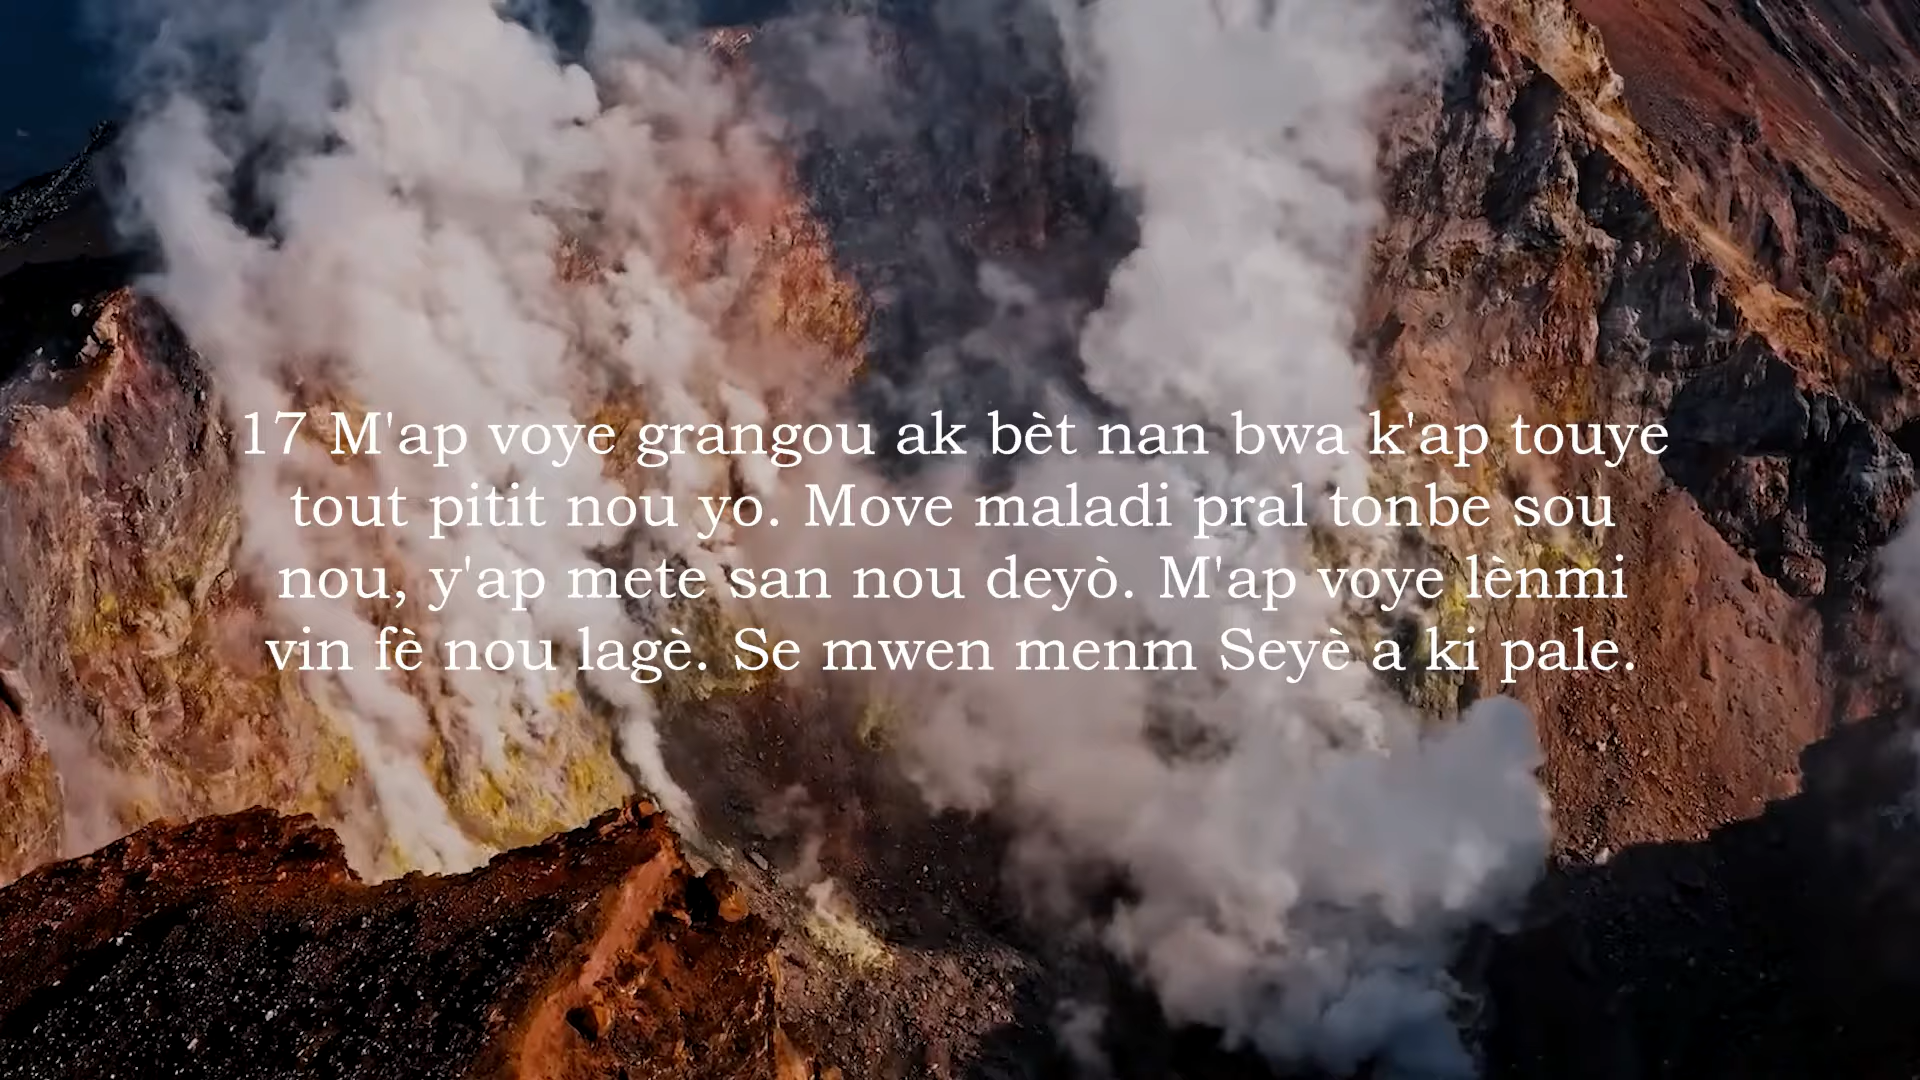 17 M'ap voye grangou ak bèt nan bwa k'ap touye
tout pitit nou yo. Move maladi pral tonbe sou
nou, y'ap mete san nou deyò. M'ap voye lènmi
vin fè nou lagè. Se mwen menm Seyè a ki pale.